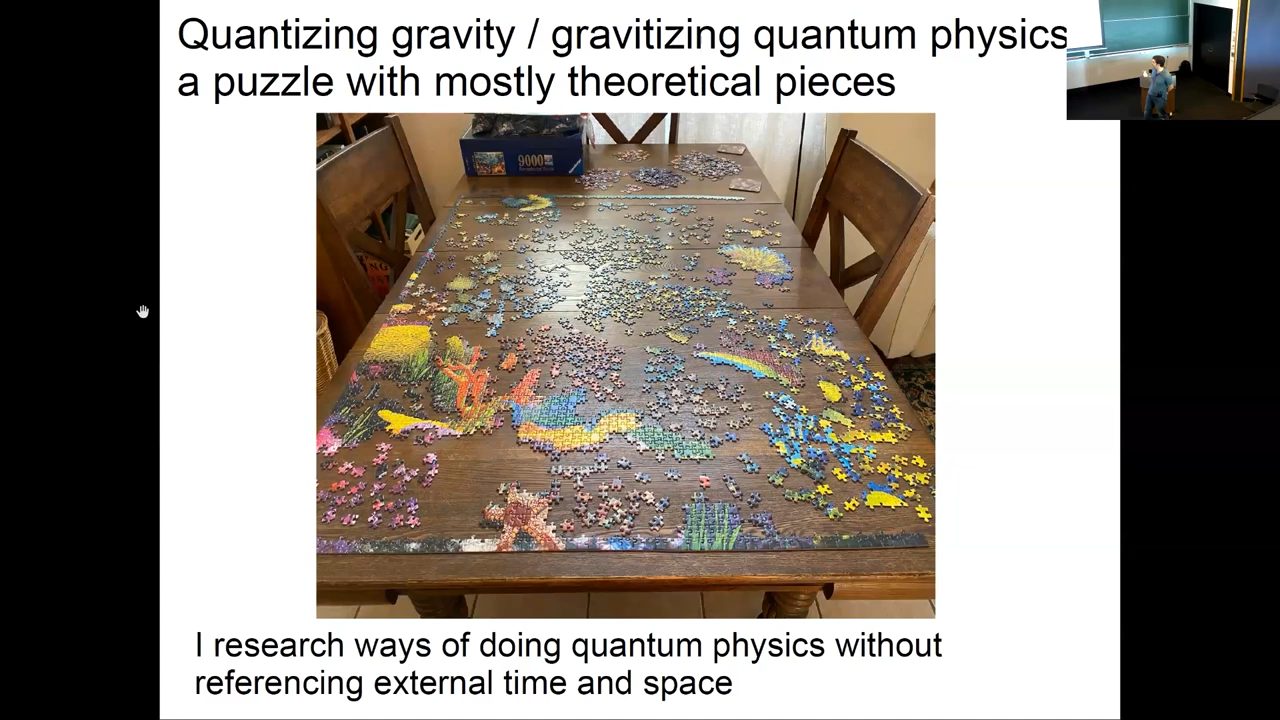 Quantizing gravity / gravitizing quantum physics
a puzzle with mostly theoretical pieces
9000
I research ways of doing quantum physics without
referencing external time and space